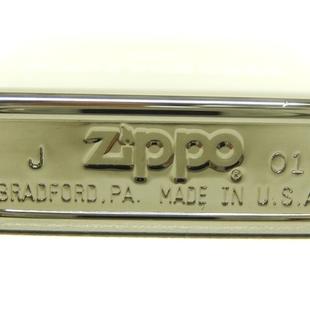 J Zippo® 01
BRADFORD, PA. MADE IN U.S.A